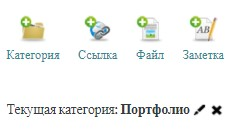 Категория Ссылка Файл Заметка
Текущая категория: Портфолио